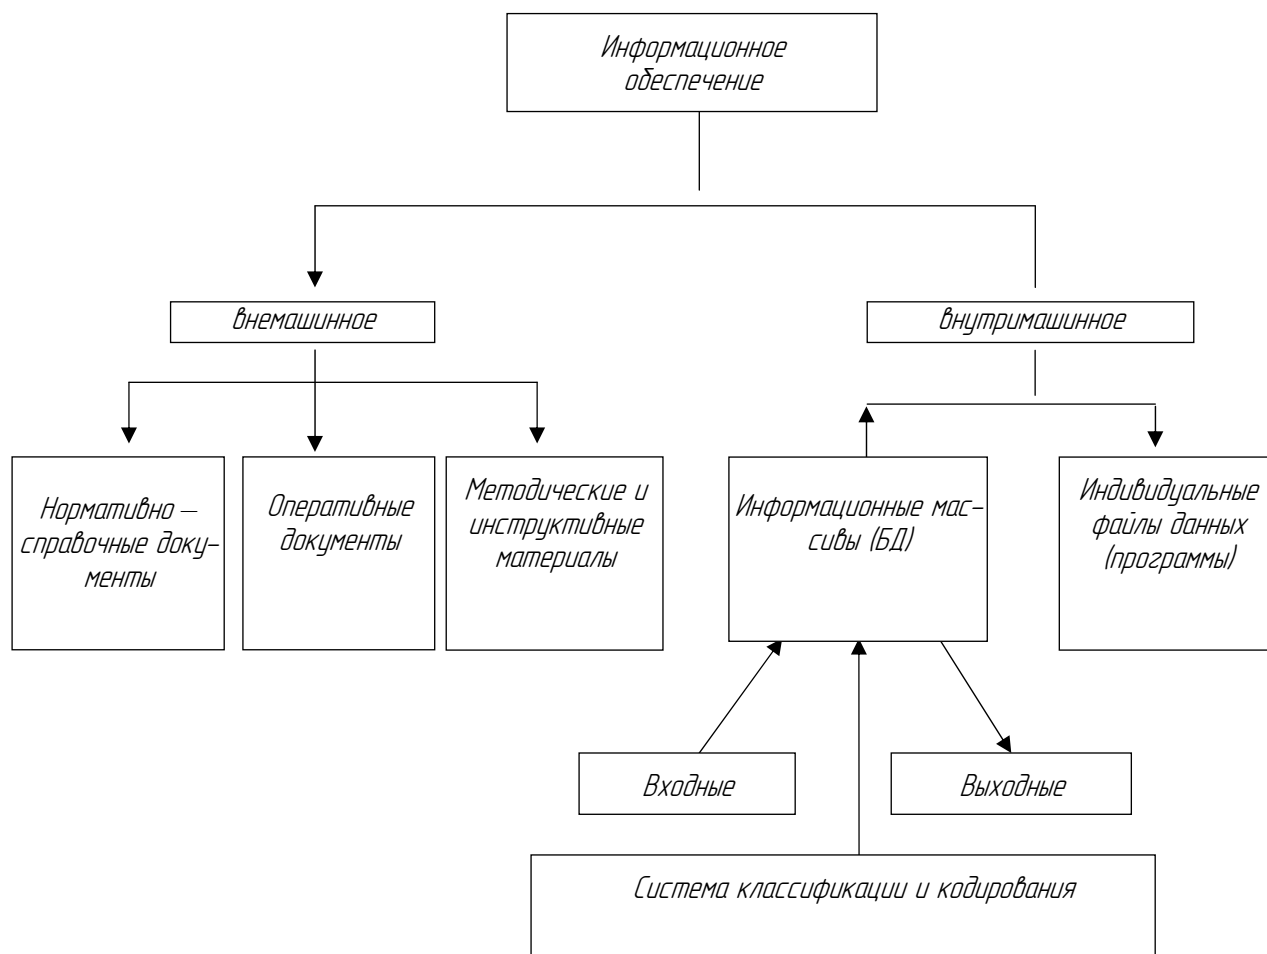 Информационное
обеспечение
внемашинное
внутримашинное
Нормативно –
справочные доку-
менты
Оперативные
документы
Методические и
инструктивные
материалы
Информационные мас-
сивы (БД)
Индивидуальные
файлы данных
(программы)
Входные
Выходные
Система классификации и кодирования